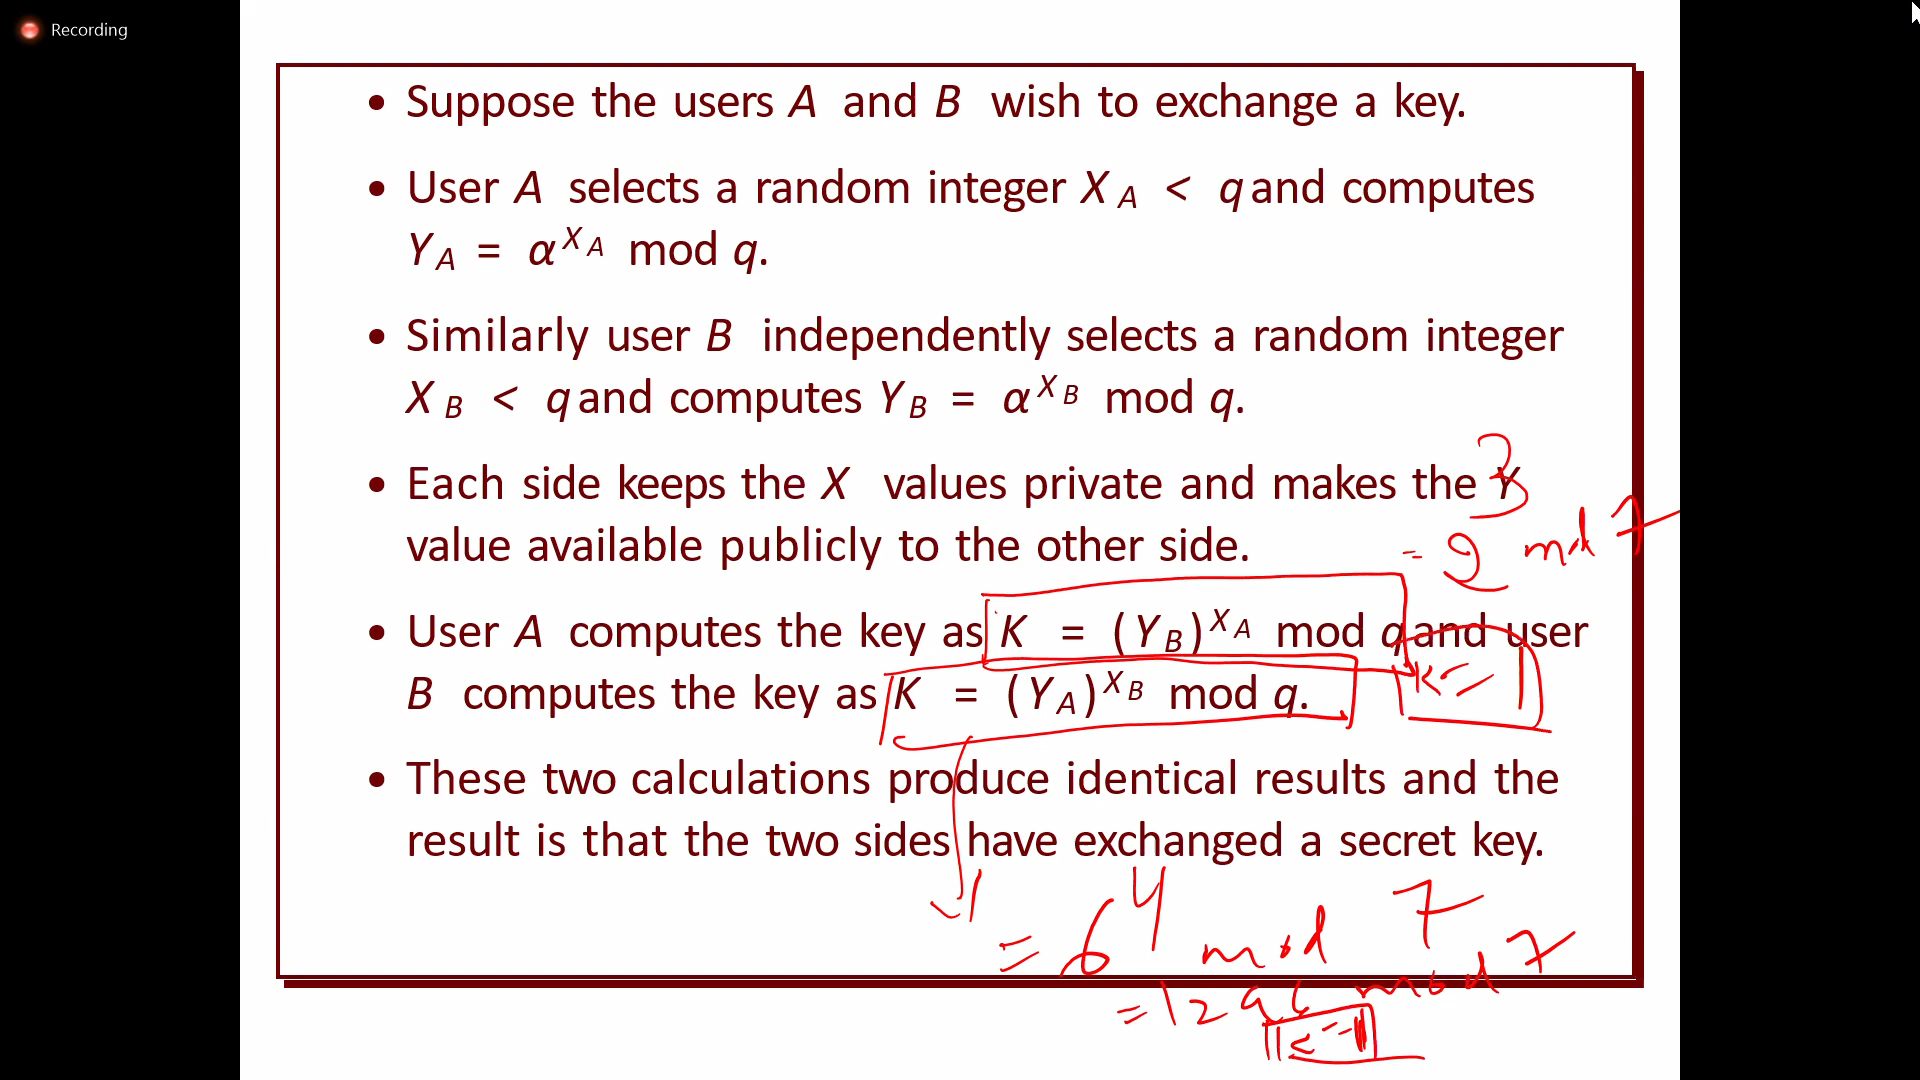 Recording
• Suppose the users A and B wish to exchange a key.
• User A selects a random integer X_A < q and computes
Y_A = α^{X_A} mod q.
• Similarly user B independently selects a random integer
X_B < q and computes Y_B = α^{X_B} mod q.
• Each side keeps the X values private and makes the Y
value available publicly to the other side.
= 2^3 mod 7
• User A computes the key as K = (Y_B)^{X_A} mod q and user
B computes the key as K = (Y_A)^{X_B} mod q.
K = 1
• These two calculations produce identical results and the
result is that the two sides have exchanged a secret key.
= 6^4 mod 7
= 1296 mod 7
K = 1